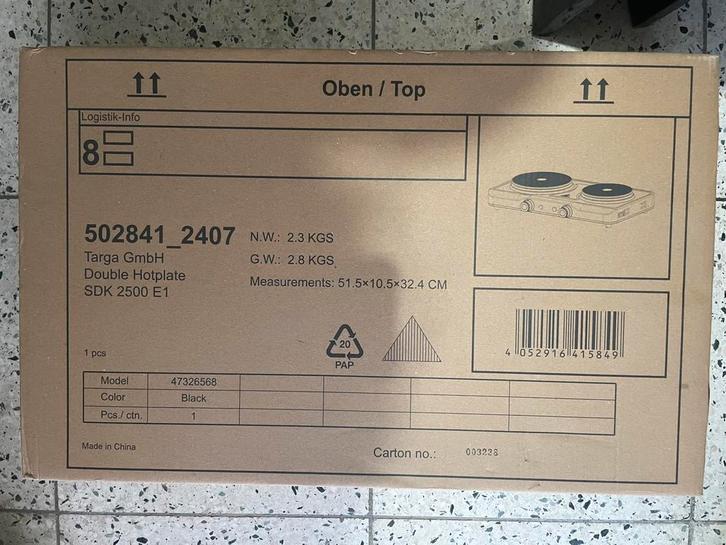 Oben / Top
Logistik-Info
8
502841_2407
Targa GmbH
Double Hotplate
SDK 2500 E1
N.W.: 2.3 KGS
G.W.: 2.8 KGS
Measurements: 51.5×10.5×32.4 CM
4 052916 415849
1 pcs
20
PAP
Model 47326568
Color Black
Pcs./ ctn. 1
Made in China
Carton no.: 003238